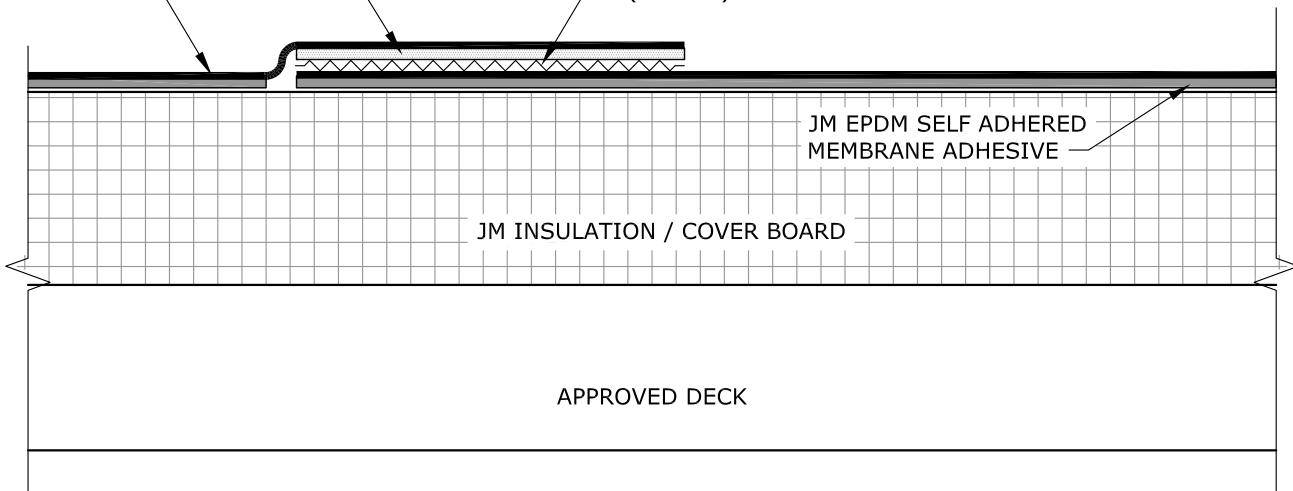 JM EPDM SELF ADHERED
MEMBRANE ADHESIVE
JM INSULATION / COVER BOARD
APPROVED DECK